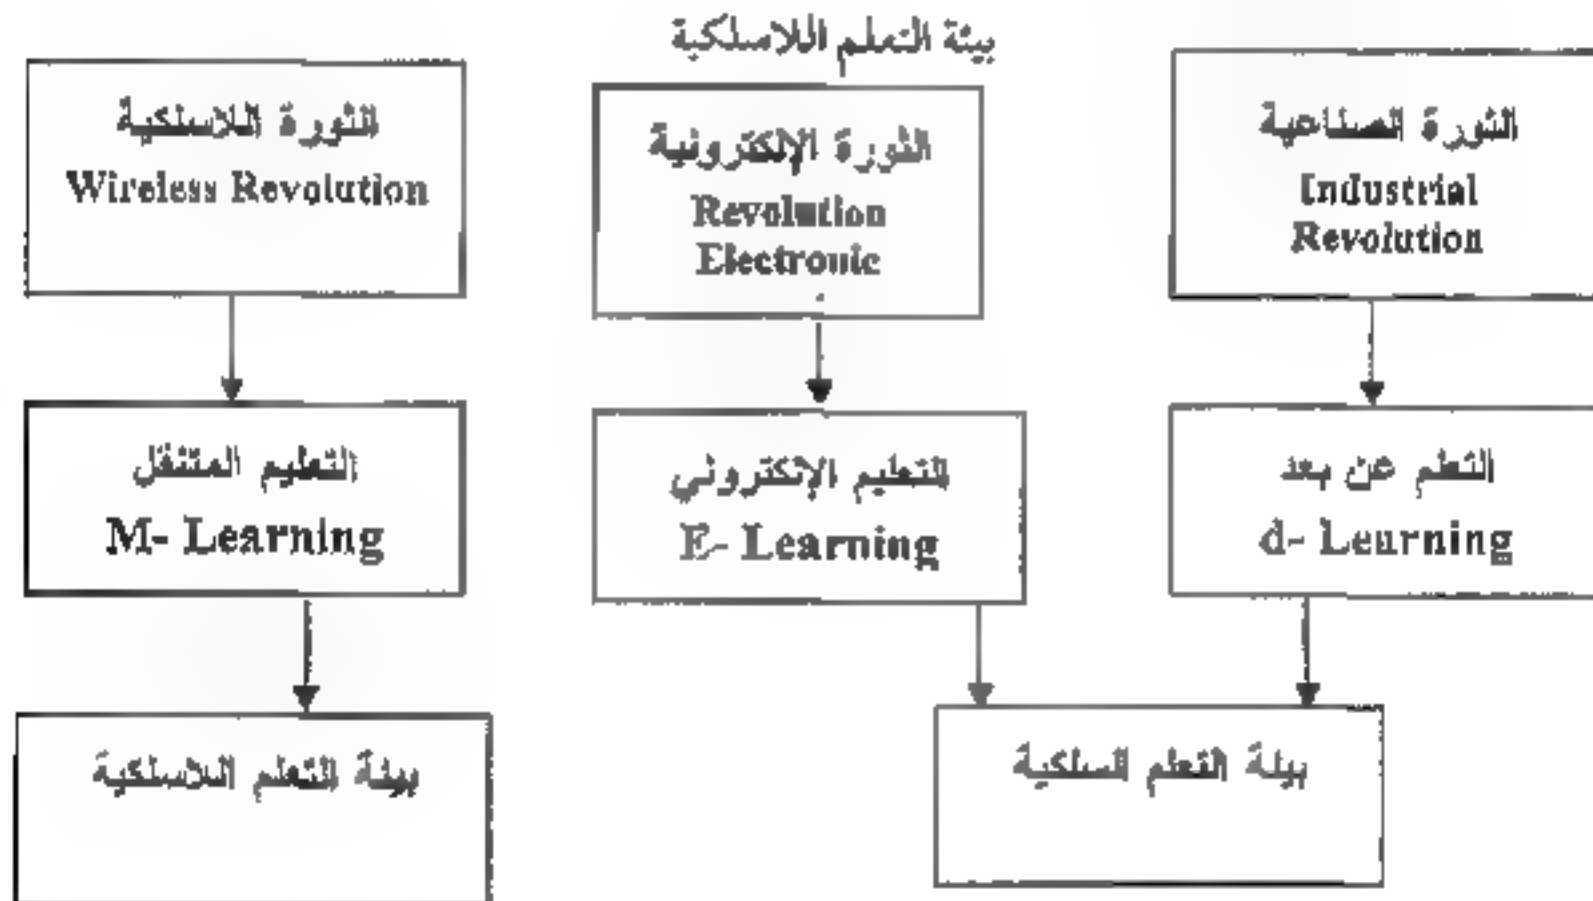 بيئة التعلم اللاسلكية
الثورة الصناعية
Industrial
Revolution
الثورة الإلكترونية
Revolution
Electronic
الثورة اللاسلكية
Wireless Revolution
التعلم عن بعد
d- Learning
التعليم الإلكتروني
E- Learning
التعليم المتنقل
M- Learning
بيئة التعلم السلكية
بيئة التعلم اللاسلكية